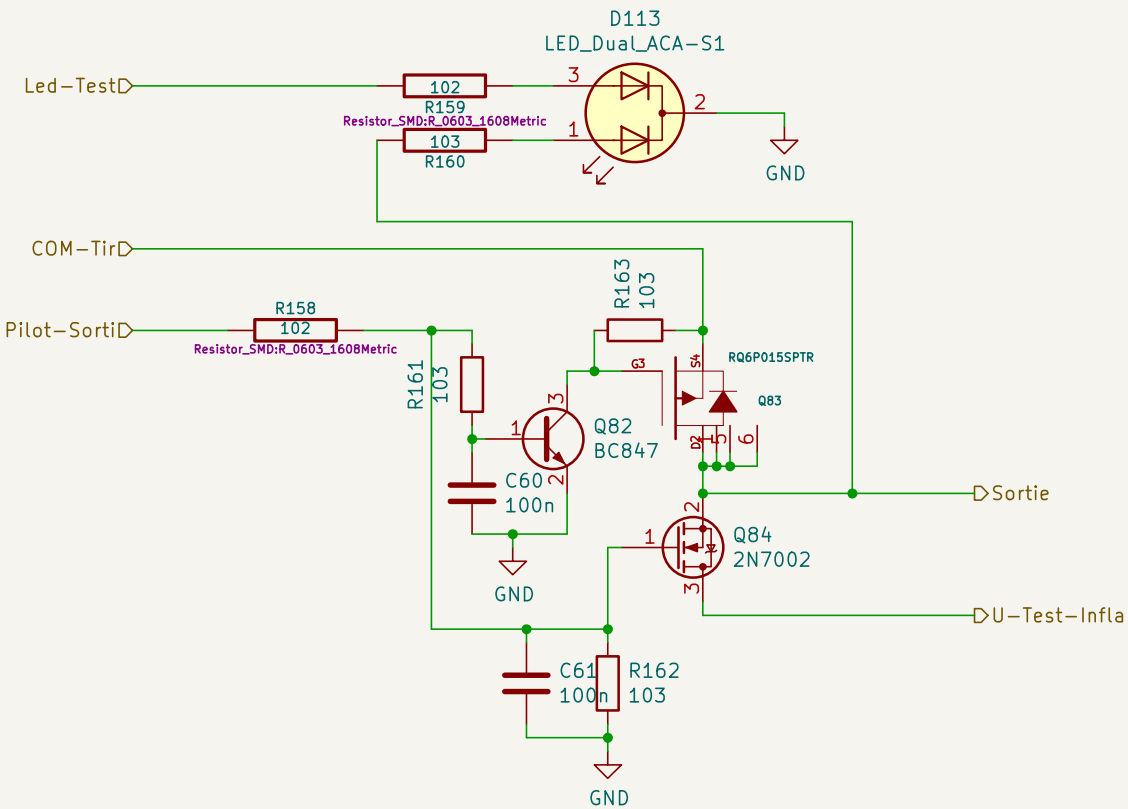 D113
LED_Dual_ACA-S1
Led-Test
102
3
R159
2
Resistor_SMD:R_0603_1608Metric
103
1
R160
GND
COM-Tir
R163
103
R158
Pilot-Sorti
102
Resistor_SMD:R_0603_1608Metric
R161
103
G3
S4
RQ6P015SPTR
Q83
3
1
Q82
BC847
2
D2
1
5
6
C60
100n
Sortie
2
1
Q84
2N7002
3
GND
U-Test-Infla
C61
100n
R162
103
GND